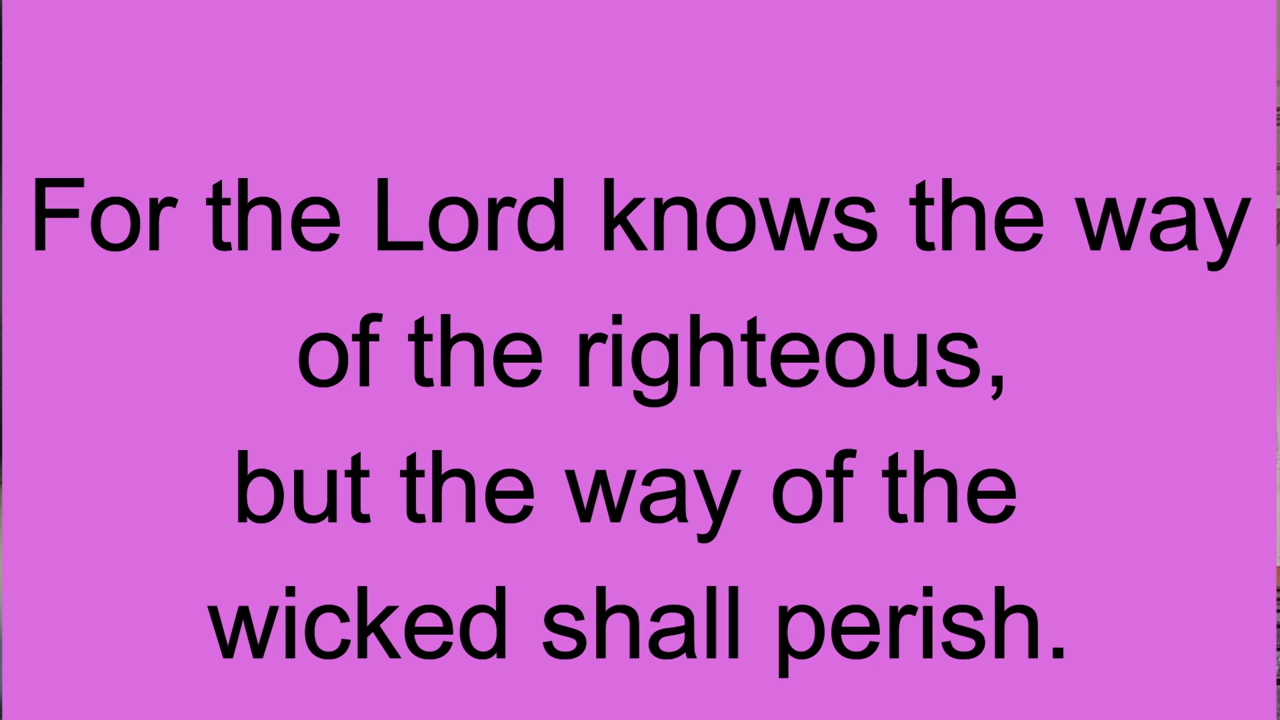 For the Lord knows the way
of the righteous,
but the way of the
wicked shall perish.